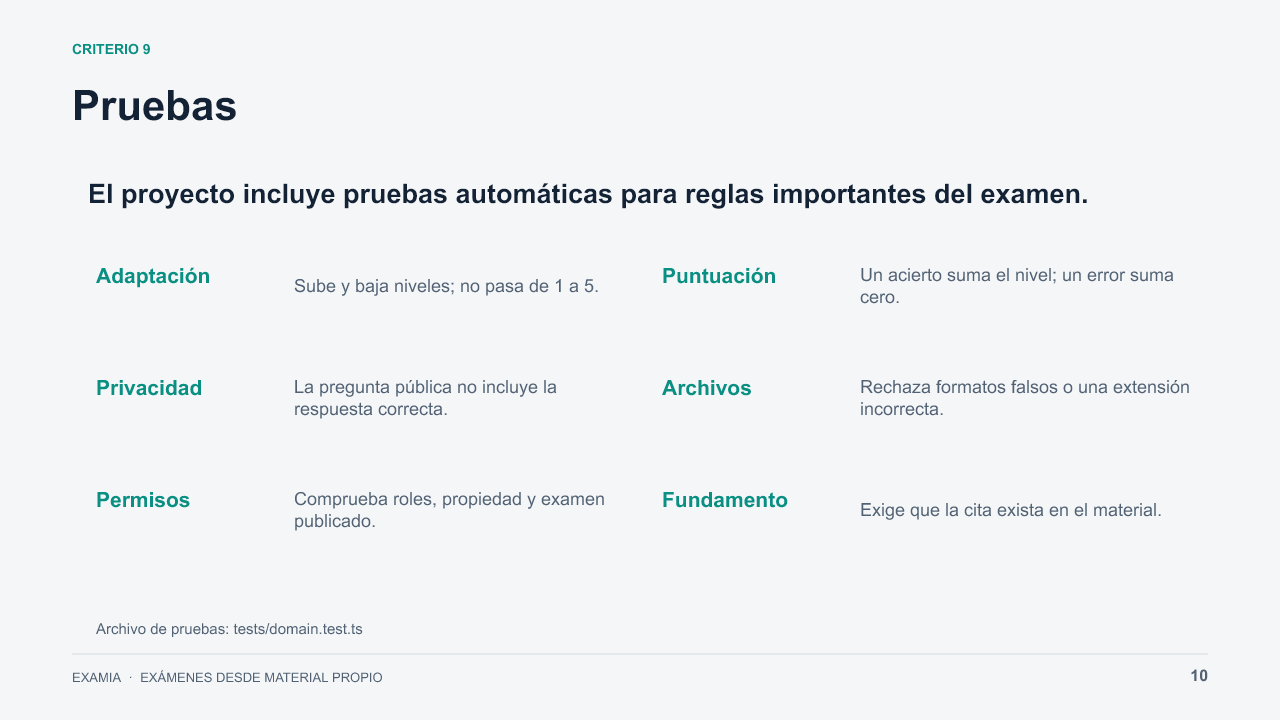 CRITERIO 9
Pruebas
El proyecto incluye pruebas automáticas para reglas importantes del examen.
Adaptación
Sube y baja niveles; no pasa de 1 a 5.
Puntuación
Un acierto suma el nivel; un error suma
cero.
Privacidad
La pregunta pública no incluye la
respuesta correcta.
Archivos
Rechaza formatos falsos o una extensión
incorrecta.
Permisos
Comprueba roles, propiedad y examen
publicado.
Fundamento
Exige que la cita exista en el material.
Archivo de pruebas: tests/domain.test.ts
EXAMIA · EXÁMENES DESDE MATERIAL PROPIO
10